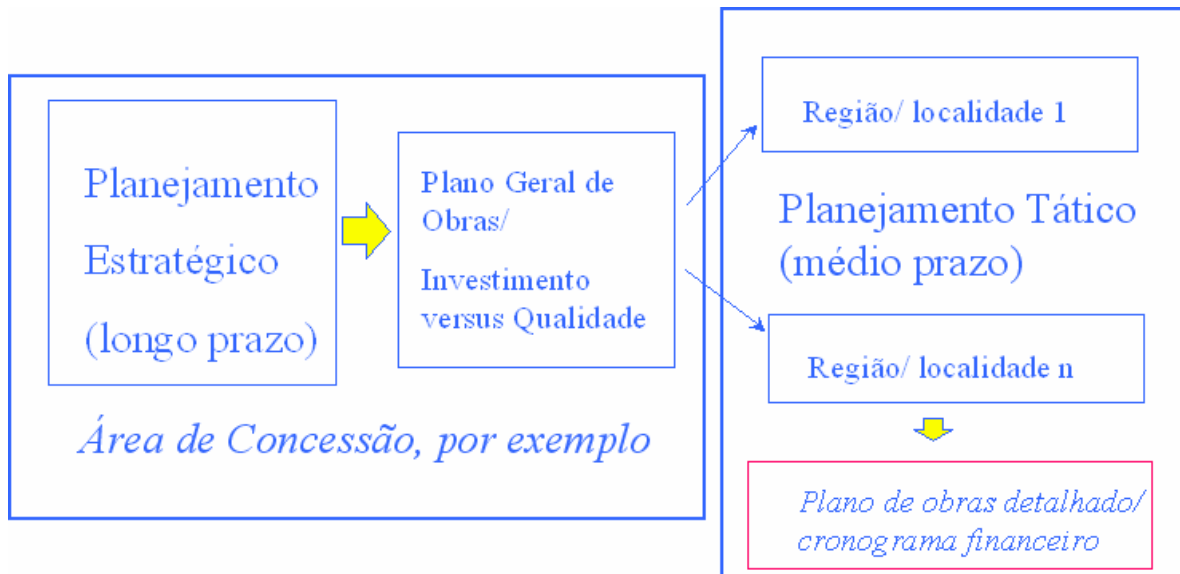 Planejamento
Estratégico
(longo prazo)
Plano Geral de
Obras/
Investimento
versus Qualidade
Área de Concessão, por exemplo
Região/ localidade 1
Planejamento Tático
(médio prazo)
Região/ localidade n
Plano de obras detalhado/
cronograma financeiro